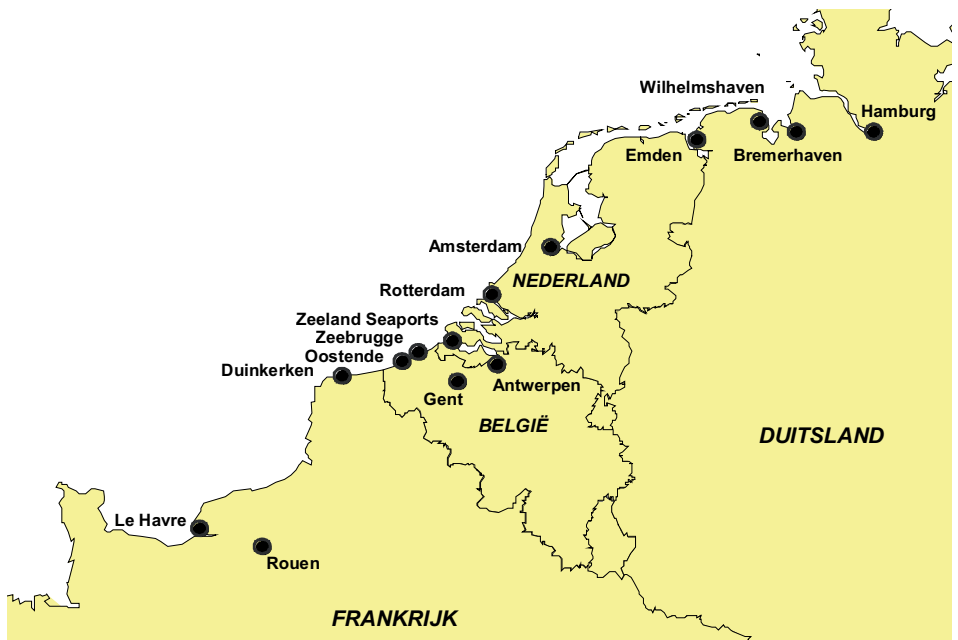 Wilhelmshaven
Hamburg
Emden
Bremerhaven
Amsterdam
NEDERLAND
Rotterdam
Zeeland Seaports
Zeebrugge
Oostende
Duinkerken
Antwerpen
Gent
BELGIË
DUITSLAND
Le Havre
Rouen
FRANKRIJK